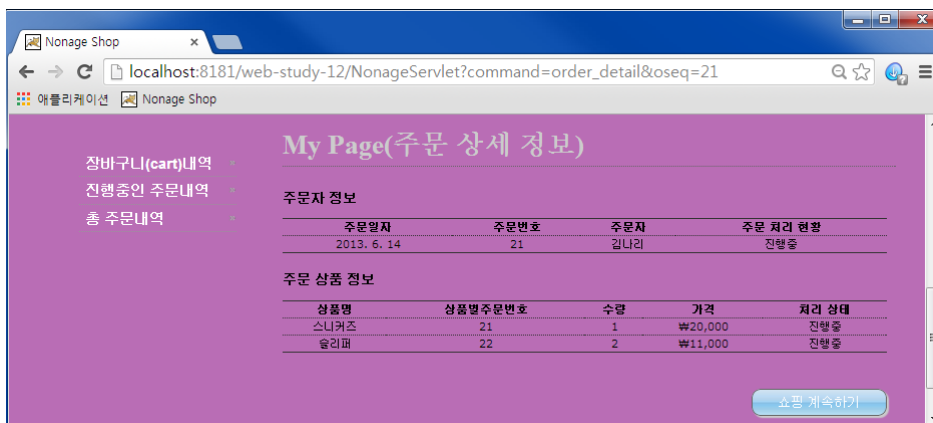 Nonage Shop
localhost:8181/web-study-12/NonageServlet?command=order_detail&oseq=21
애플리케이션 Nonage Shop
장바구니(cart)내역
진행중인 주문내역
총 주문내역
My Page(주문 상세 정보)
주문자 정보
주문일자 주문번호 주문자 주문 처리 현황
2013. 6. 14 21 김나리 진행중
주문 상품 정보
상품명 상품별주문번호 수량 가격 처리 상태
스니커즈 21 1 ₩20,000 진행중
슬리퍼 22 2 ₩11,000 진행중
쇼핑 계속하기